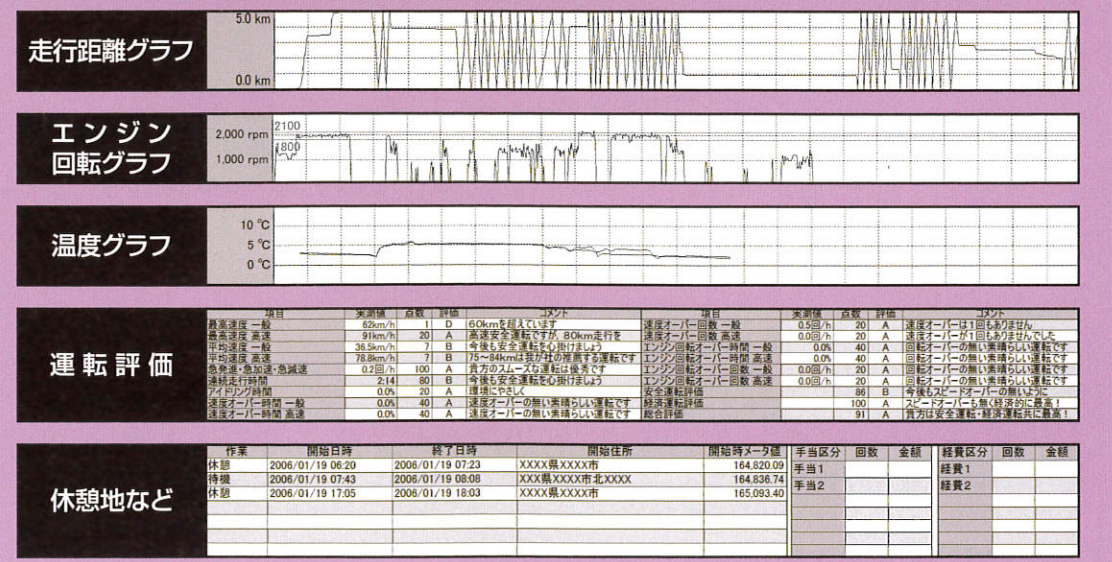 走行距離グラフ
5.0 km
0.0 km
エンジン
回転グラフ
2,000 rpm
1,000 rpm
2100
1800
温度グラフ
10 ℃
5 ℃
0 ℃
運転評価
項目 実測値 点数 評価 コメント
最高速度 一般 62km/h 1 D 60kmを超えています
最高速度 高速 91km/h 20 A 高速安全運転ですが、80km走行を
平均速度 一般 36.5km/h 7 B 今後も安全運転を心掛けましょう
平均速度 高速 78.8km/h 7 B 75〜84kmは我が社の推薦する運転です
急発進・急加速・急減速 0.2回/h 100 A 貴方のスムーズな運転は優秀です
連続走行時間 2:14 80 B 今後も安全運転を心掛けましょう
アイドリング時間 0.0% 20 A 環境にやさしく
速度オーバー時間 一般 0.0% 40 A 速度オーバーの無い素晴らしい運転です
速度オーバー時間 高速 0.0% 40 A 速度オーバーの無い素晴らしい運転です
項目 実測値 点数 評価 コメント
速度オーバー回数 一般 0.5回/h 20 A 速度オーバーは1回もありません
速度オーバー回数 高速 0.0回/h 20 A 速度オーバーが1回もありませんでした
エンジン回転オーバー時間 一般 0.0% 40 A 回転オーバーの無い素晴らしい運転です
エンジン回転オーバー時間 高速 0.0% 40 A 回転オーバーの無い素晴らしい運転です
エンジン回転オーバー回数 一般 0.0回/h 20 A 回転オーバーの無い素晴らしい運転です
エンジン回転オーバー回数 高速 0.0回/h 20 A 回転オーバーの無い素晴らしい運転です
安全運転評価 86 B 今後もスピードオーバーの無いように
経済運転評価 100 A スピードオーバーも無く経済的に最高!
総合評価 91 A 貴方は安全運転・経済運転共に最高!
休憩地など
作業 開始日時 終了日時 開始住所 開始時メータ値
休憩 2006/01/19 06:20 2006/01/19 07:23 XXXX県XXXX市 164,820.09
待機 2006/01/19 07:43 2006/01/19 08:08 XXX県XXXX市北XXXX 164,836.74
休憩 2006/01/19 17:05 2006/01/19 18:03 XXXX県XXXX市 165,093.40
手当区分 回数 金額
手当1
手当2
経費区分 回数 金額
経費1
経費2